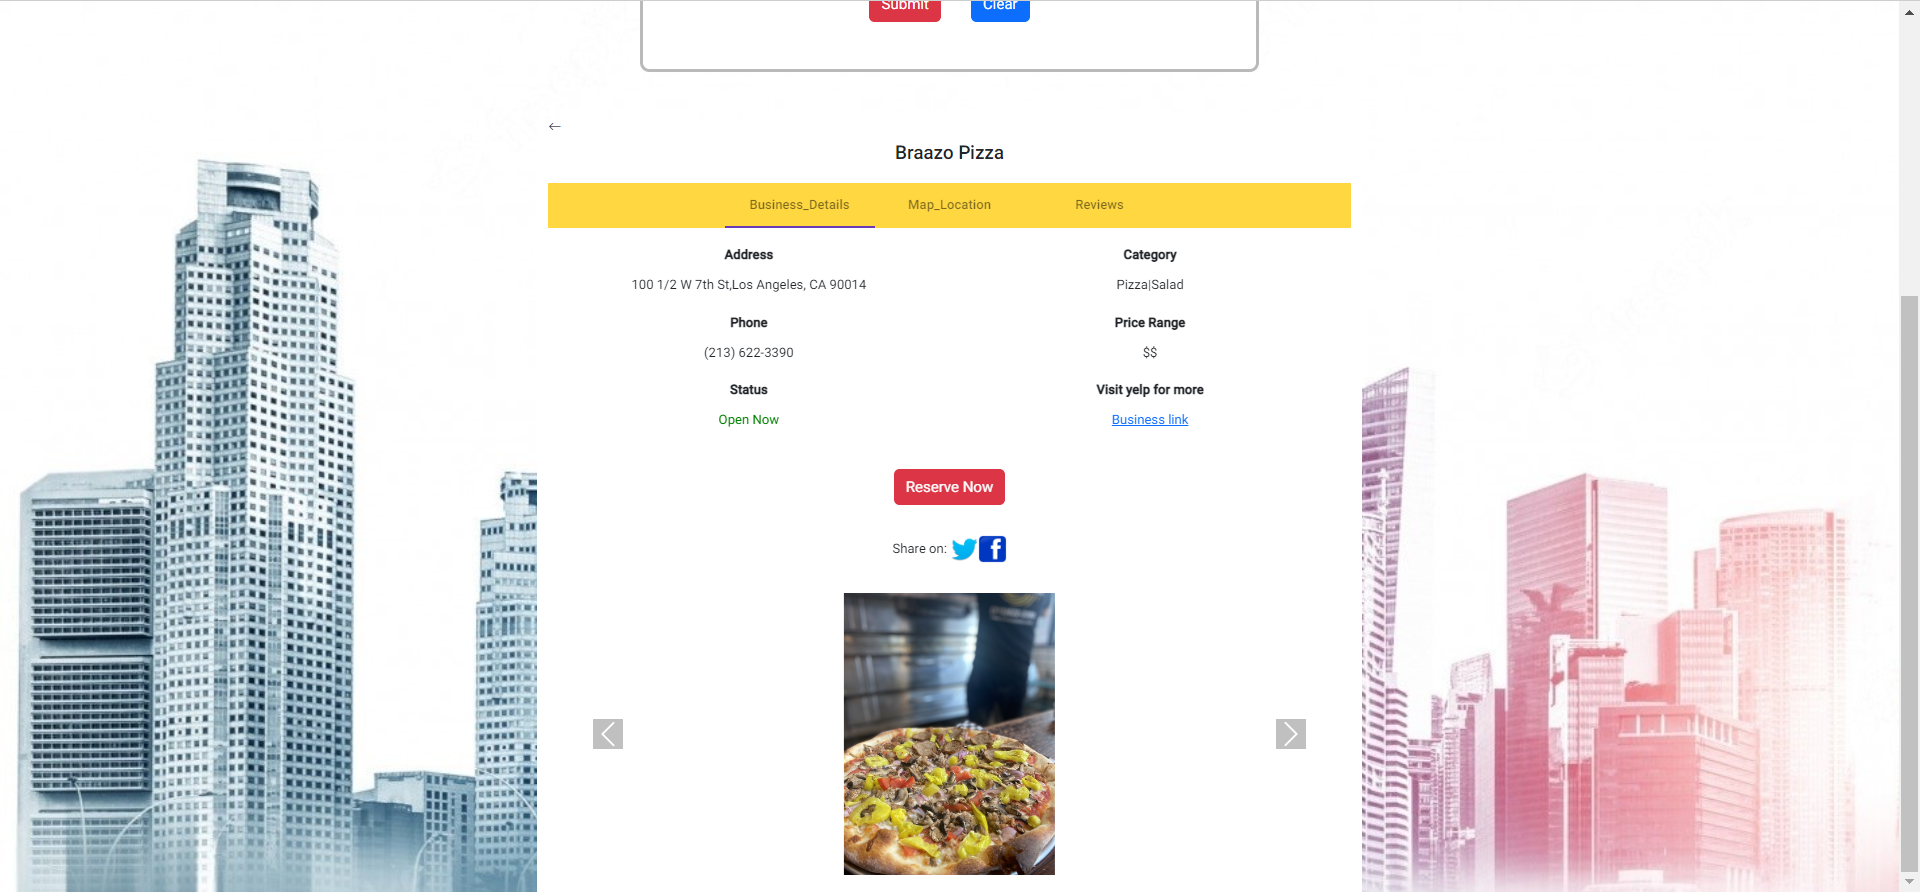 Submit Clear
←
Braazo Pizza
Business_Details Map_Location Reviews
Address Category
100 1/2 W 7th St,Los Angeles, CA 90014 Pizza|Salad
Phone Price Range
(213) 622-3390 $$
Status Visit yelp for more
Open Now Business link
Reserve Now
Share on: